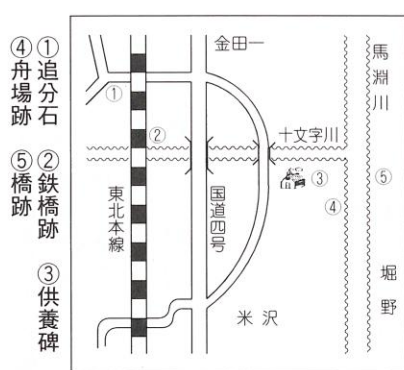 ①追分石 ②鉄橋跡 ③供養碑
④舟場跡 ⑤橋跡
金田一
馬淵川
①
②
十文字川
③
④
⑤
東北本線
国道四号
堀野
米沢